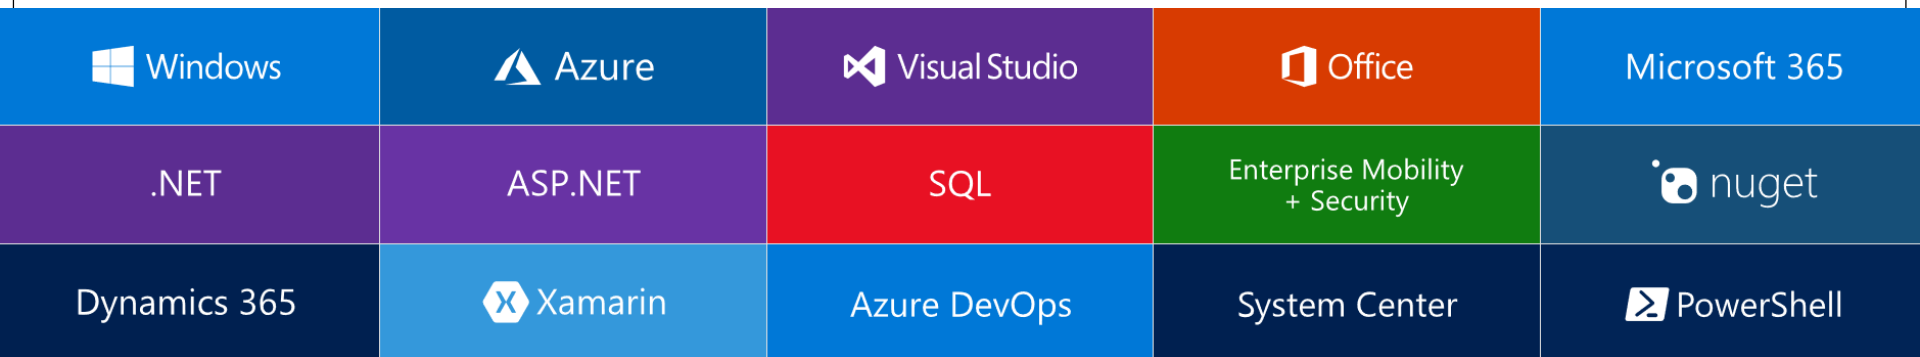 Windows
Azure
Visual Studio
Office
Microsoft 365
.NET
ASP.NET
SQL
Enterprise Mobility
+ Security
nuget
Dynamics 365
Xamarin
Azure DevOps
System Center
PowerShell